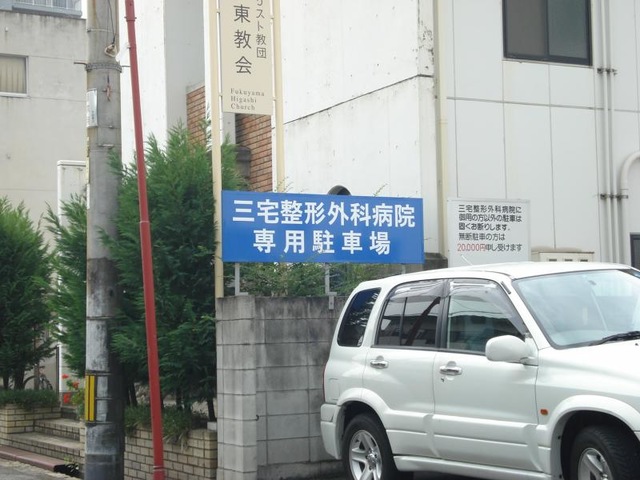 リスト教団
東教会
Fukuyama
Higashi
Church
三宅整形外科病院
専用駐車場
三宅整形外科病院に
御用の方以外の駐車は
固くお断りします。
無断駐車の方は
20,000円申し受けます